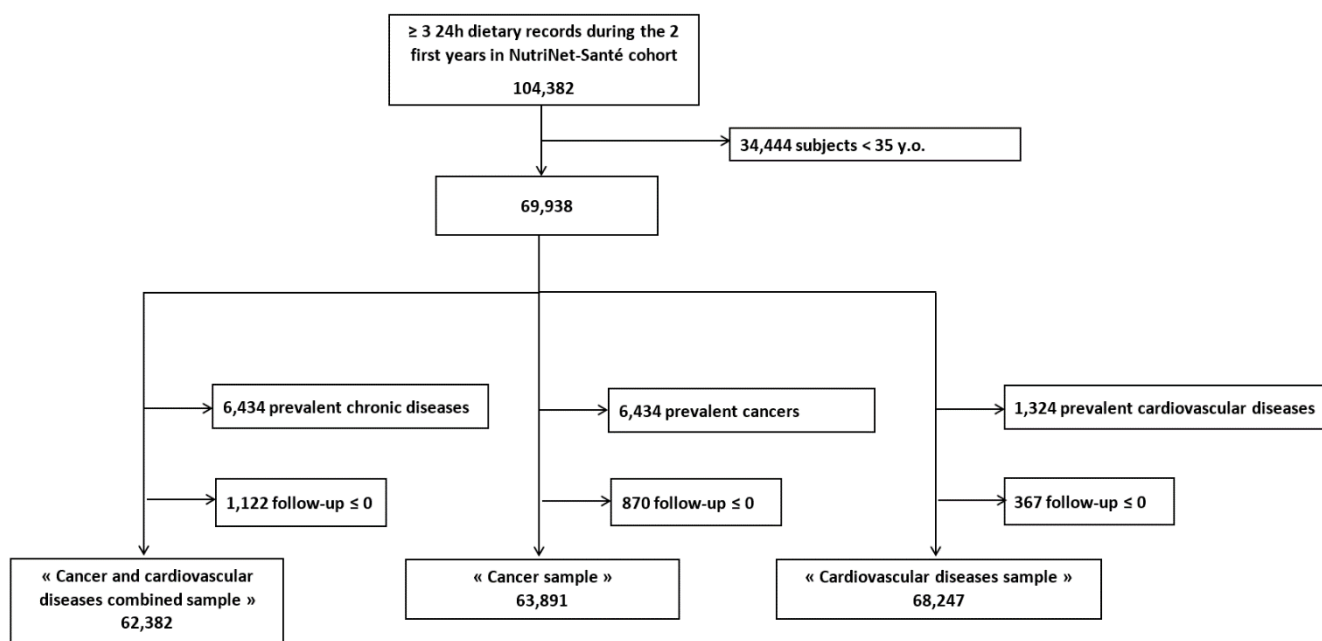 ≥ 3 24h dietary records during the 2
first years in NutriNet-Santé cohort
104,382
34,444 subjects < 35 y.o.
69,938
6,434 prevalent chronic diseases
6,434 prevalent cancers
1,324 prevalent cardiovascular diseases
1,122 follow-up ≤ 0
870 follow-up ≤ 0
367 follow-up ≤ 0
« Cancer and cardiovascular
diseases combined sample »
62,382
« Cancer sample »
63,891
« Cardiovascular diseases sample »
68,247